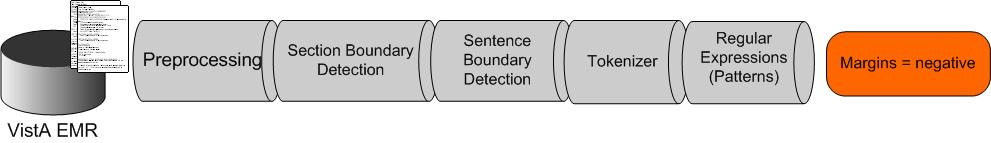 VistA EMR
Preprocessing
Section Boundary
Detection
Sentence
Boundary
Detection
Tokenizer
Regular
Expressions
(Patterns)
Margins = negative